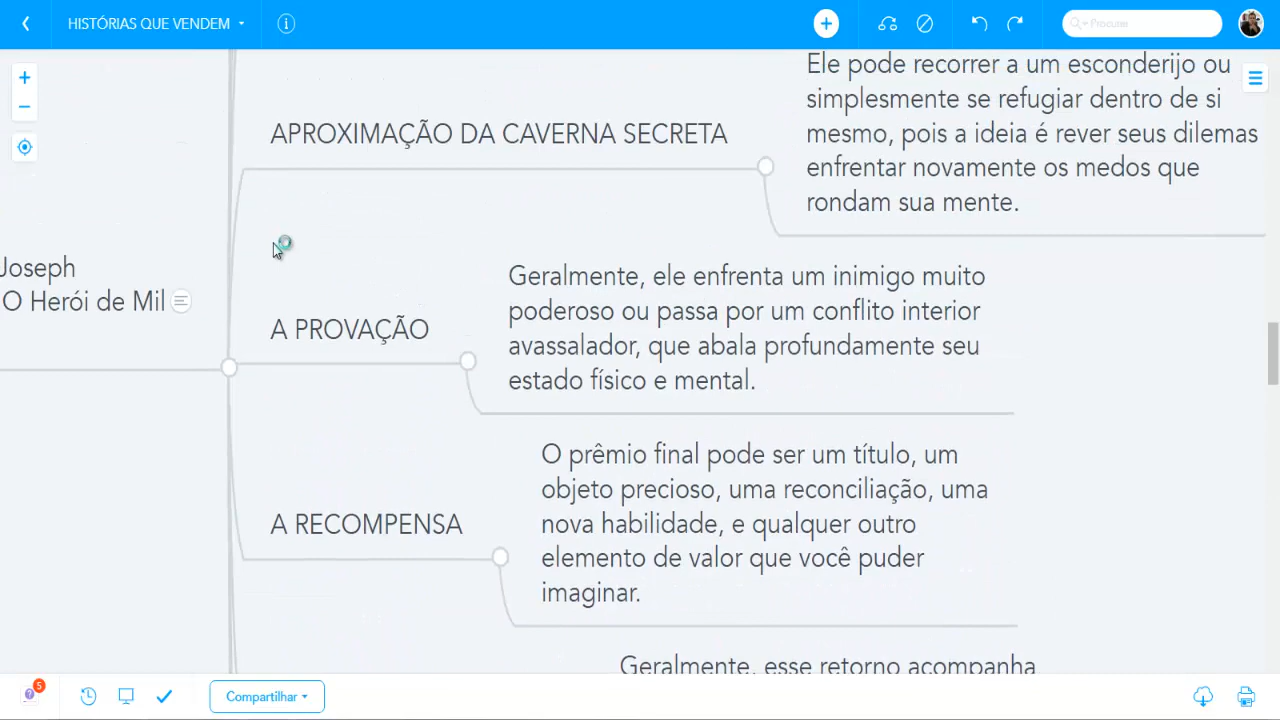 HISTÓRIAS QUE VENDEM
Procurar
Ele pode recorrer a um esconderijo ou
simplesmente se refugiar dentro de si
mesmo, pois a ideia é rever seus dilemas
enfrentar novamente os medos que
rondam sua mente.
APROXIMAÇÃO DA CAVERNA SECRETA
Joseph
O Herói de Mil
Geralmente, ele enfrenta um inimigo muito
poderoso ou passa por um conflito interior
avassalador, que abala profundamente seu
estado físico e mental.
A PROVAÇÃO
O prêmio final pode ser um título, um
objeto precioso, uma reconciliação, uma
nova habilidade, e qualquer outro
elemento de valor que você puder
imaginar.
A RECOMPENSA
Geralmente, esse retorno acompanha
5
Compartilhar